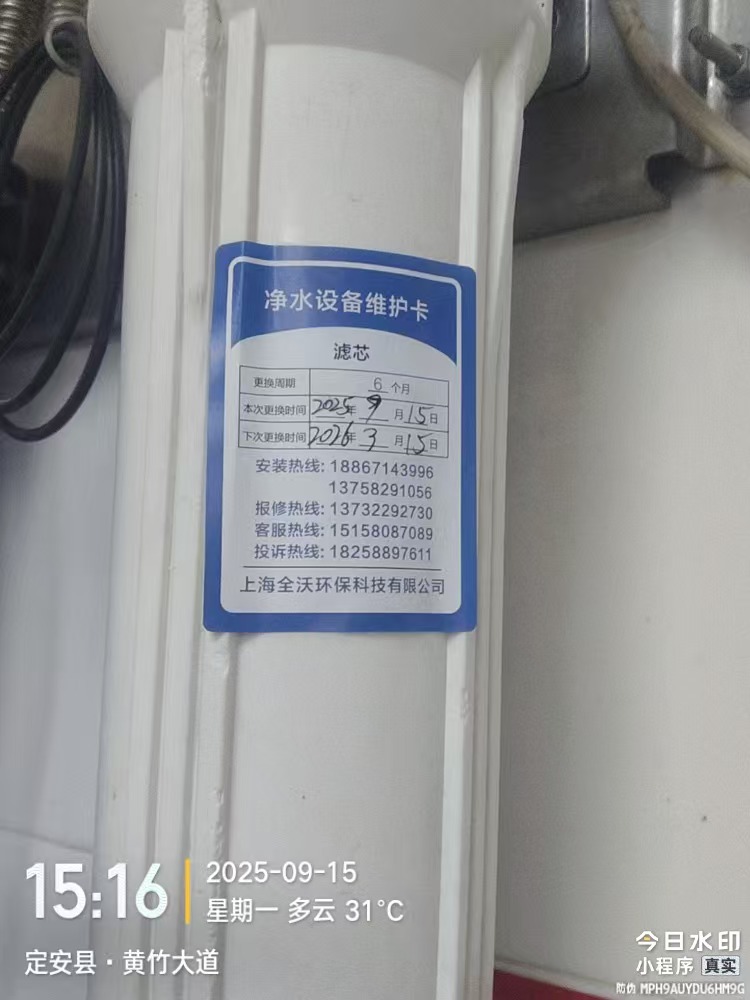 净水设备维护卡
滤芯
更换周期 6 个月
本次更换时间 2025年 9 月 15日
下次更换时间 2026年 3 月 15日
安装热线: 18867143996
13758291056
报修热线: 13732292730
客服热线: 15158087089
投诉热线: 18258897611
上海全沃环保科技有限公司
15:16
2025-09-15
星期一 多云 31°C
定安县·黄竹大道
今日水印
小程序 真实
防伪 MPH9AUYDU6HM9G